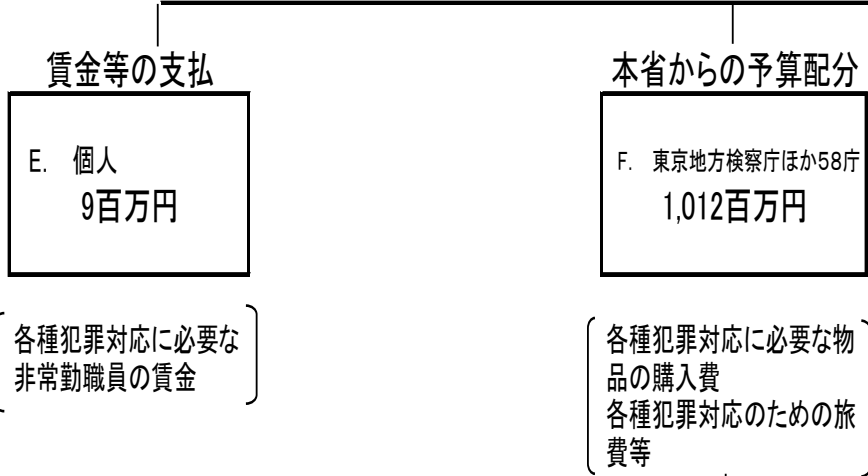 賃金等の支払
E. 個人
9百万円
各種犯罪対応に必要な
非常勤職員の賃金
本省からの予算配分
F. 東京地方検察庁ほか58庁
1,012百万円
各種犯罪対応に必要な物
品の購入費
各種犯罪対応のための旅
費等